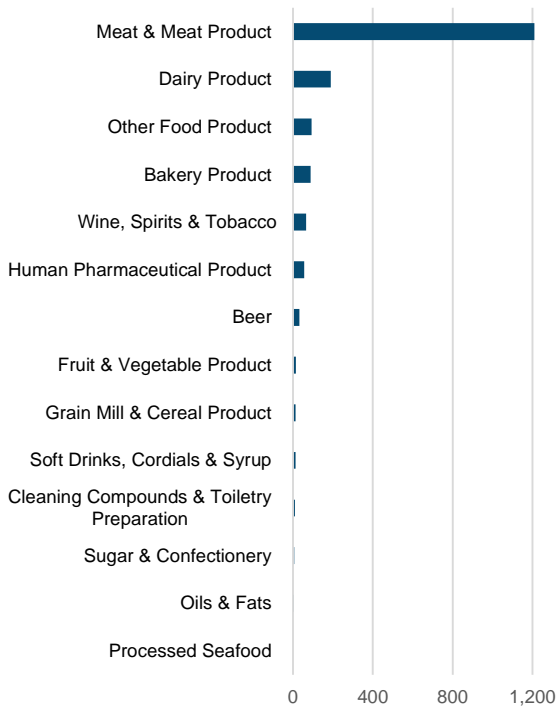 Meat & Meat Product
Dairy Product
Other Food Product
Bakery Product
Wine, Spirits & Tobacco
Human Pharmaceutical Product
Beer
Fruit & Vegetable Product
Grain Mill & Cereal Product
Soft Drinks, Cordials & Syrup
Cleaning Compounds & Toiletry
Preparation
Sugar & Confectionery
Oils & Fats
Processed Seafood
0 400 800 1,200